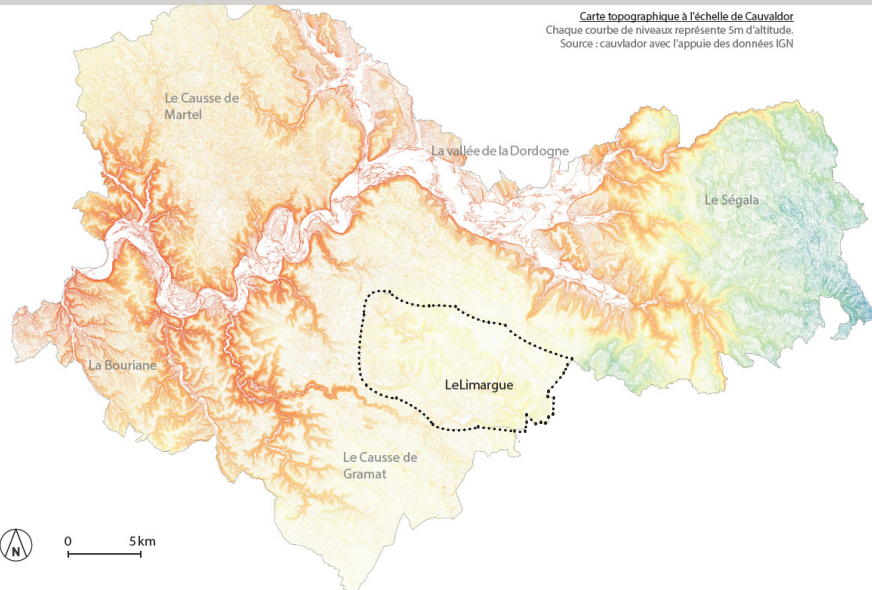 Carte topographique à l'échelle de Cauvaldor
Chaque courbe de niveaux représente 5m d'altitude.
Source : cauvlador avec l'appuie des données IGN
Le Causse de
Martel
La vallée de la Dordogne
Le Ségala
La Bouriane
LeLimargue
Le Causse de
Gramat
N
0 5 km